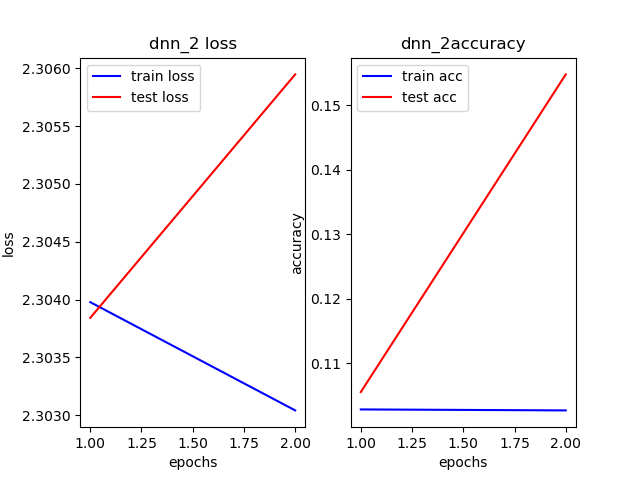 dnn_2 loss
2.3060
2.3055
2.3050
2.3045
2.3040
2.3035
2.3030
loss
train loss
test loss
1.00 1.25 1.50 1.75 2.00
epochs
dnn_2accuracy
0.15
0.14
0.13
0.12
0.11
accuracy
train acc
test acc
1.00 1.25 1.50 1.75 2.00
epochs